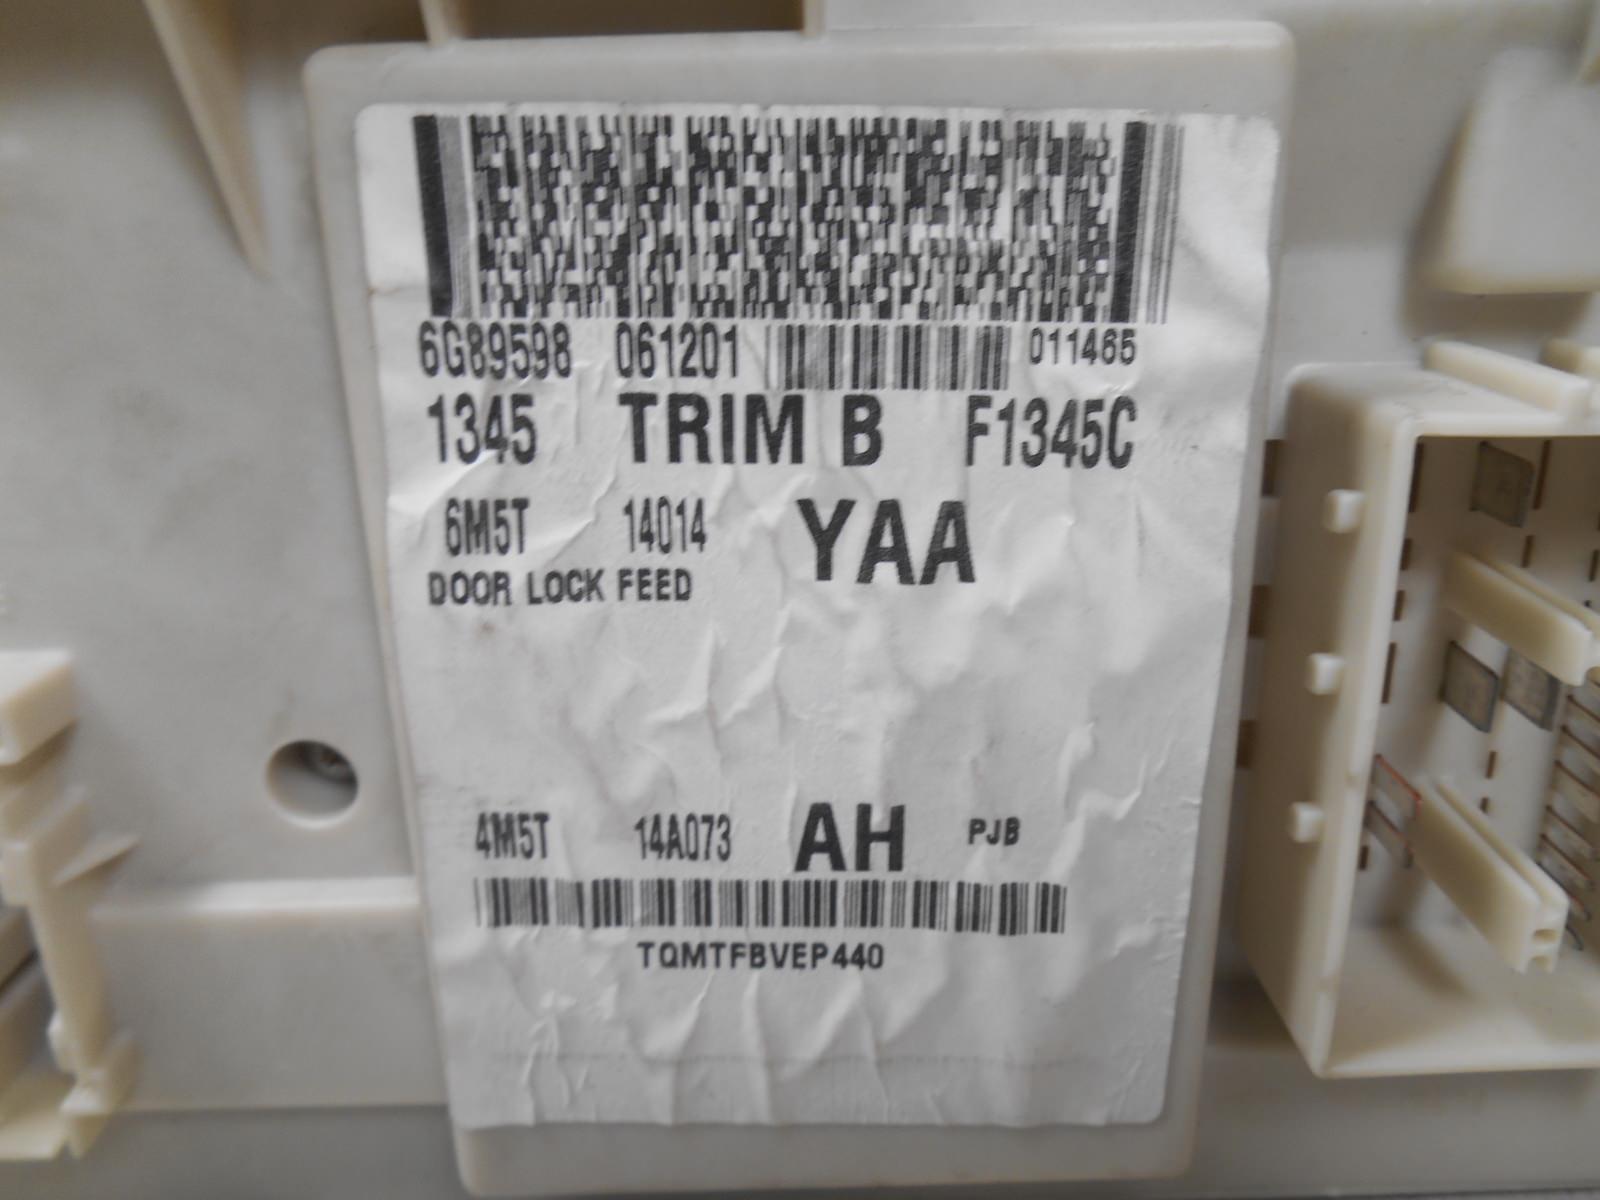 6G89598 061201 011465
1345 TRIM B F1345C
6M5T 14014 YAA
DOOR LOCK FEED
4M5T 14A073 AH PJB
TQMTFBVEP440